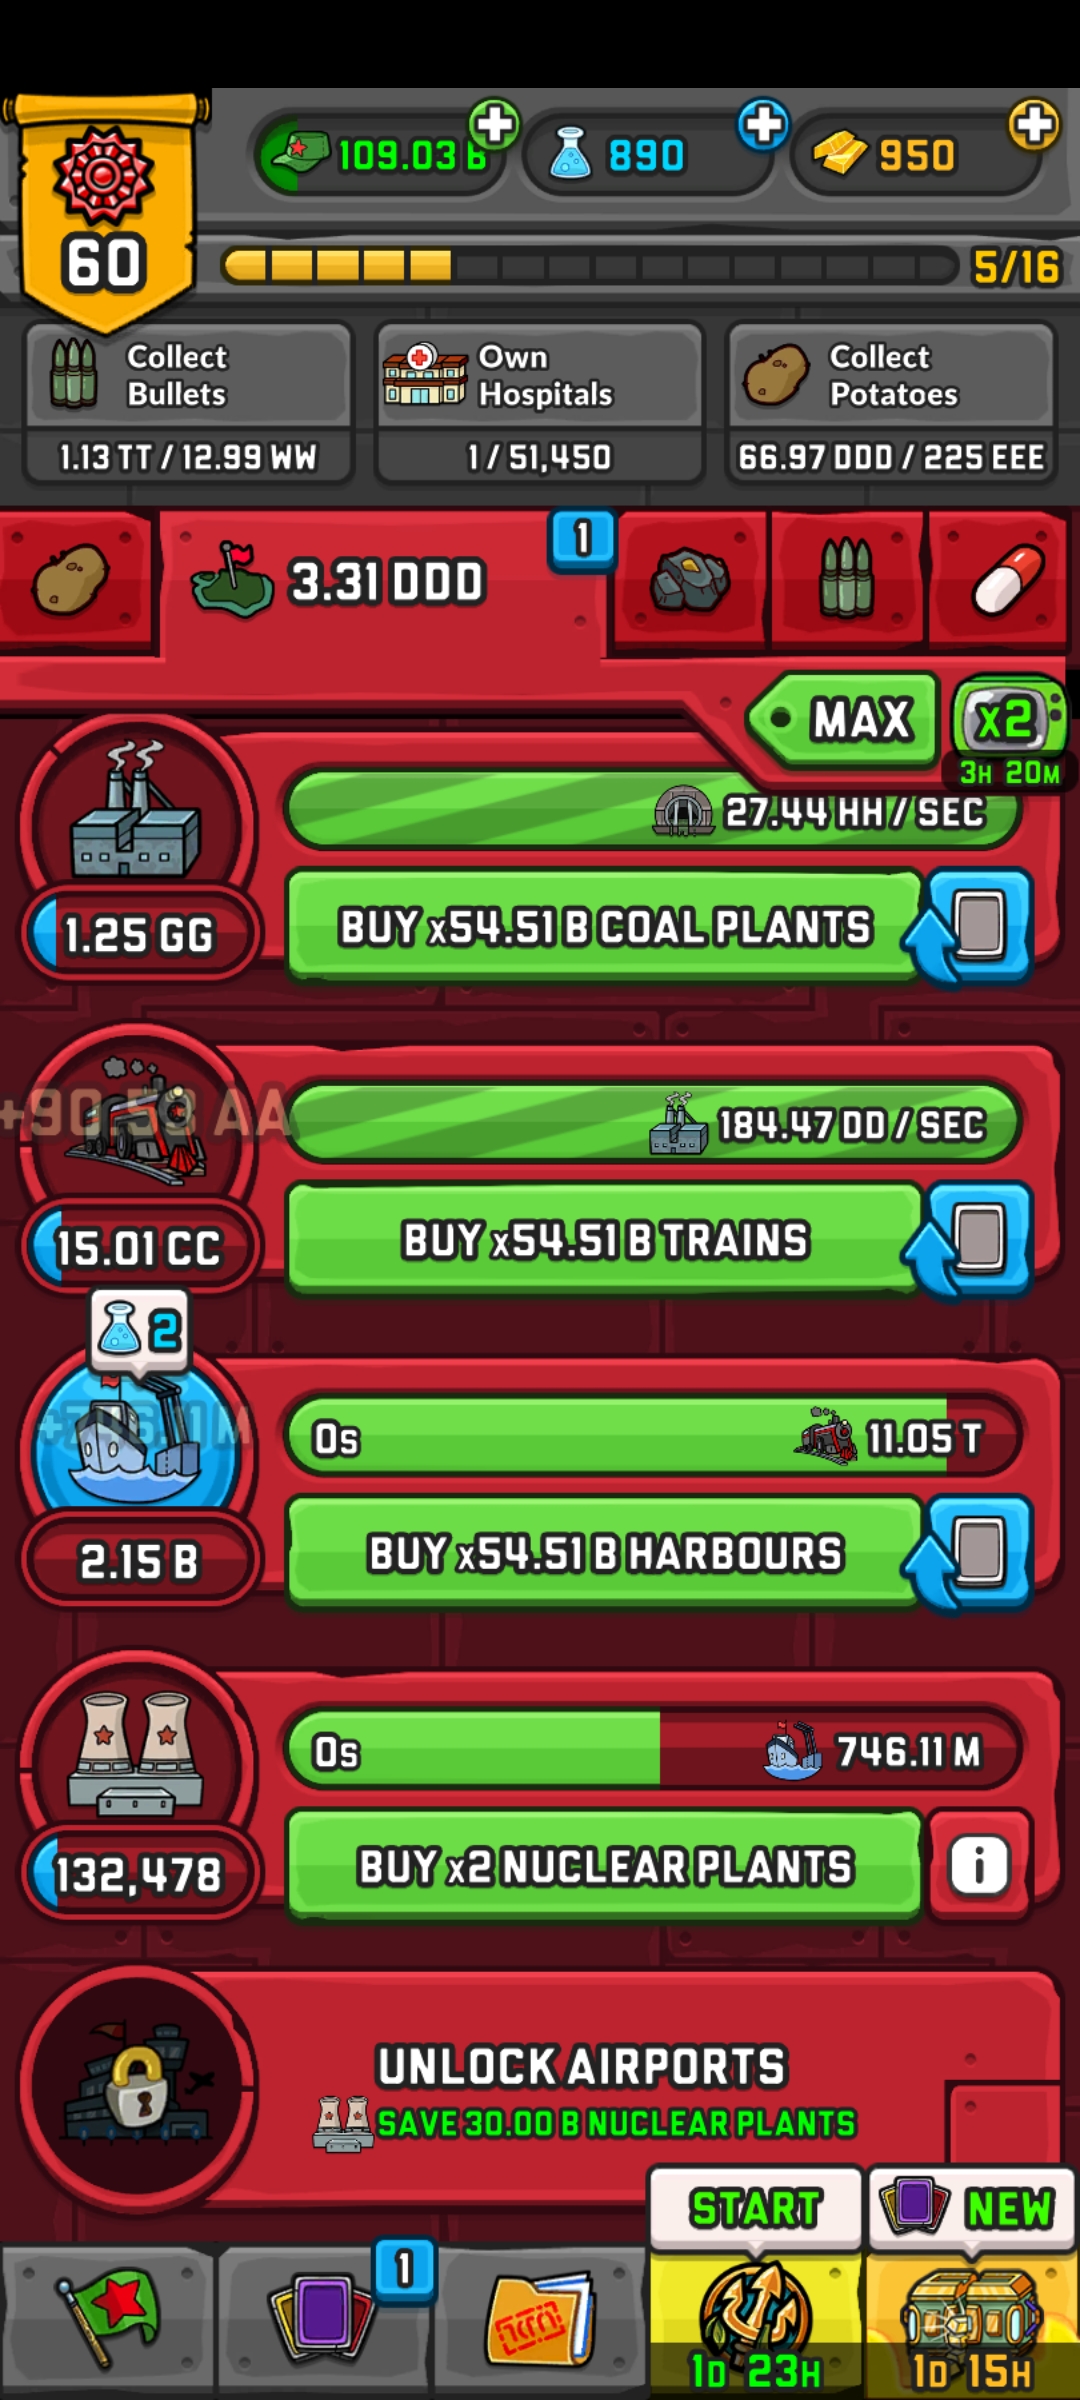 109.03 B
890
950
60
5/16
Collect
Bullets
Own
Hospitals
Collect
Potatoes
1.13 TT / 12.99 WW
1 / 51,450
66.97 DDD / 225 EEE
3.31 DDD
1
MAX
x2
3H 20M
27.44 HH / SEC
1.25 GG
BUY x54.51 B COAL PLANTS
+90.58 AA
184.47 DD / SEC
15.01 CC
BUY x54.51 B TRAINS
2
+746.11 M
0s
11.05 T
2.15 B
BUY x54.51 B HARBOURS
0s
746.11 M
132,478
BUY x2 NUCLEAR PLANTS
i
UNLOCK AIRPORTS
SAVE 30.00 B NUCLEAR PLANTS
START
NEW
1
1D 23H
1D 15H